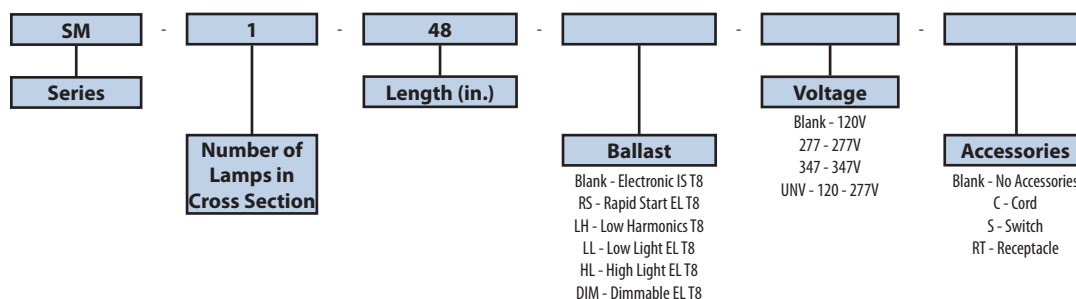 SM - 1 - 48 - - -
Series
Length (in.)
Voltage
Blank - 120V
277 - 277V
347 - 347V
UNV - 120 - 277V
Number of
Lamps in
Cross Section
Ballast
Blank - Electronic IS T8
RS - Rapid Start EL T8
LH - Low Harmonics T8
LL - Low Light EL T8
HL - High Light EL T8
DIM - Dimmable EL T8
Accessories
Blank - No Accessories
C - Cord
S - Switch
RT - Receptacle